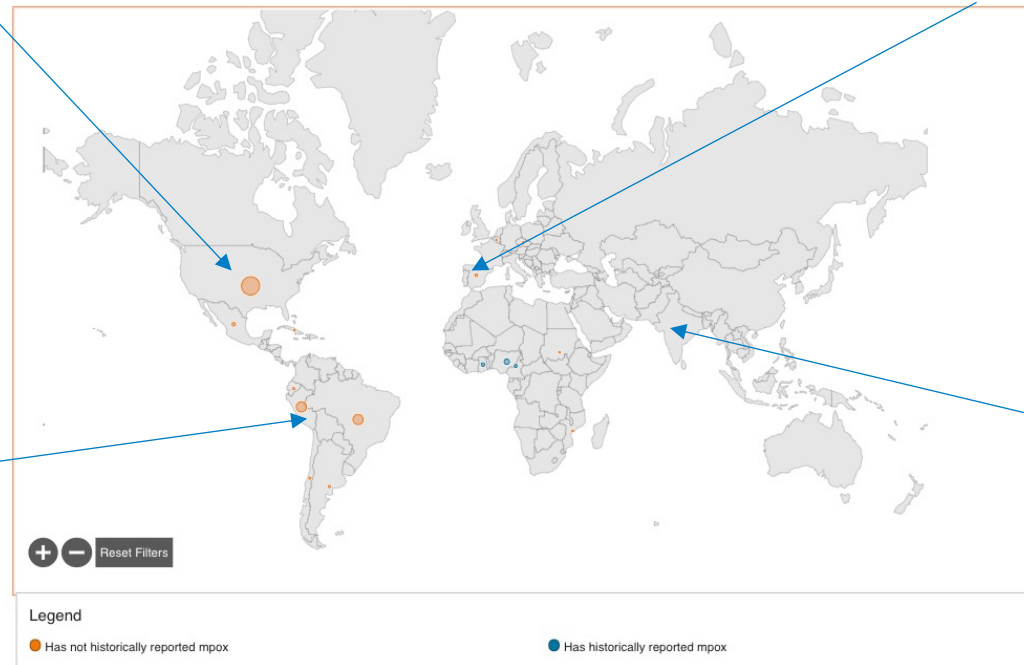 Reset Filters
Legend
Has not historically reported mpox
Has historically reported mpox